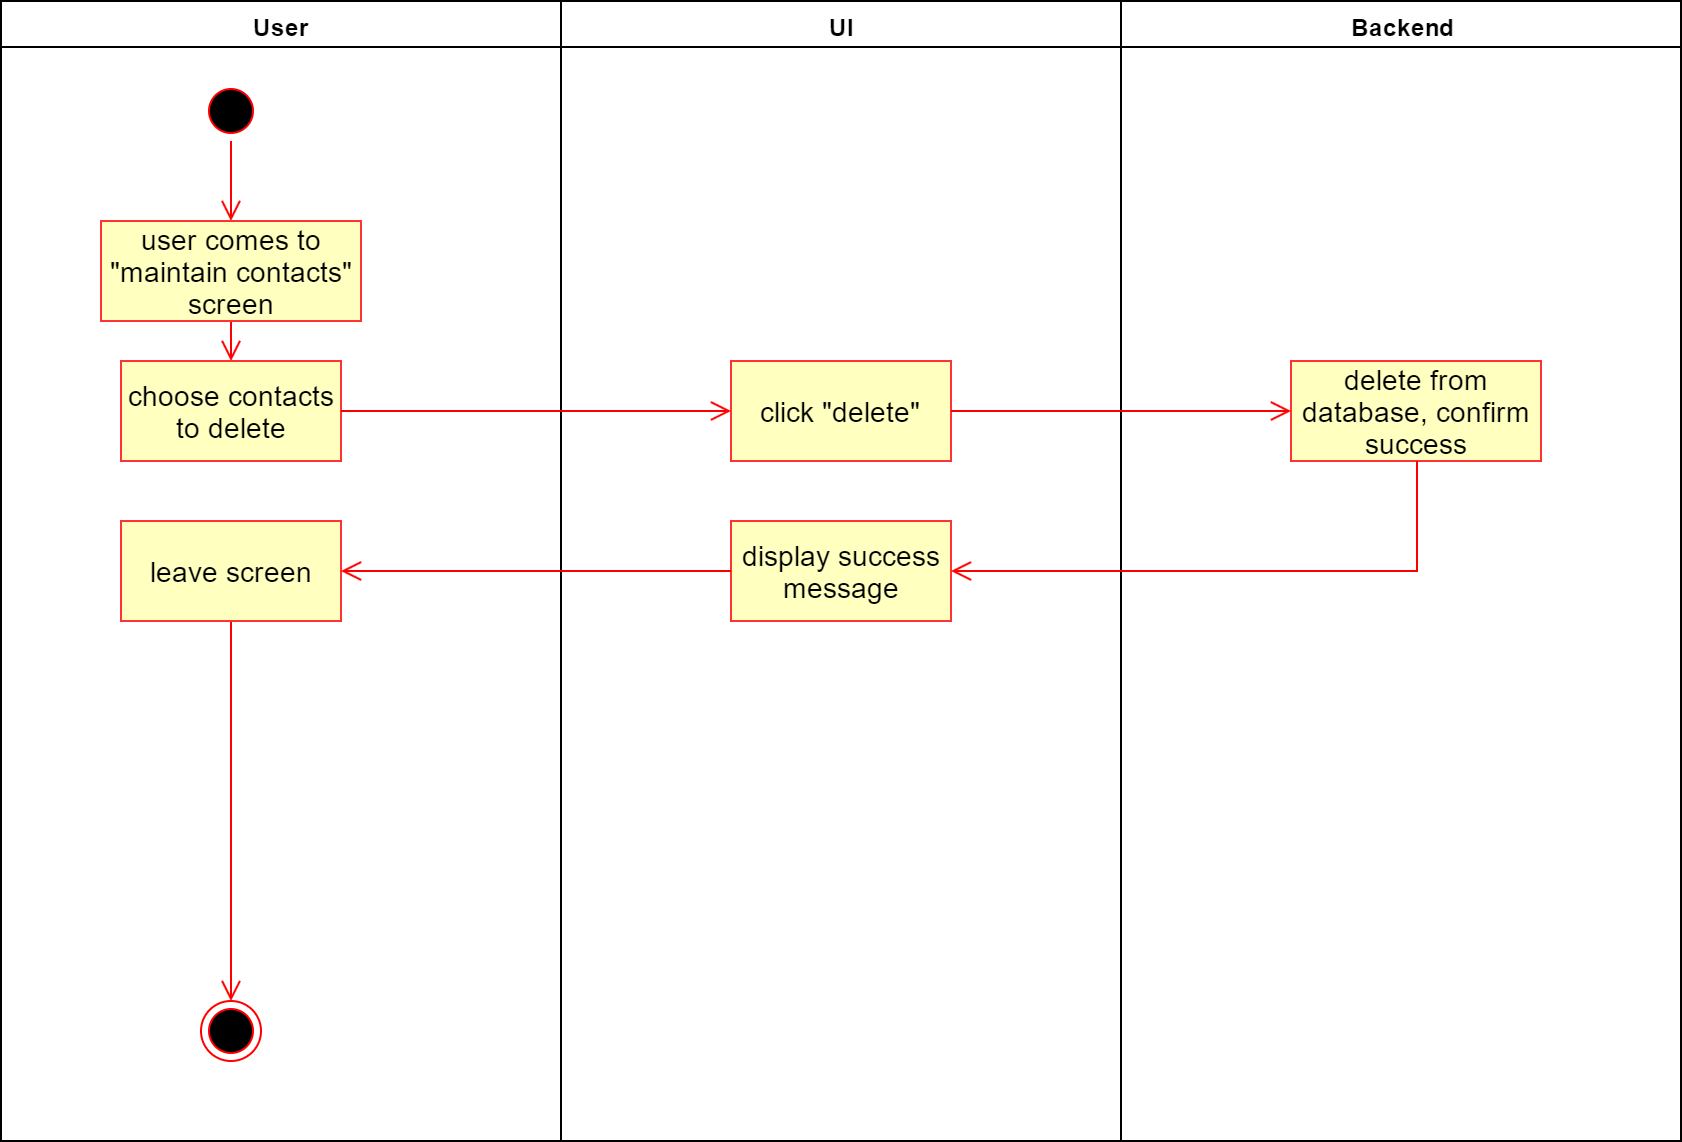 User
UI
Backend
user comes to
"maintain contacts"
screen
choose contacts
to delete
click "delete"
delete from
database, confirm
success
leave screen
display success
message